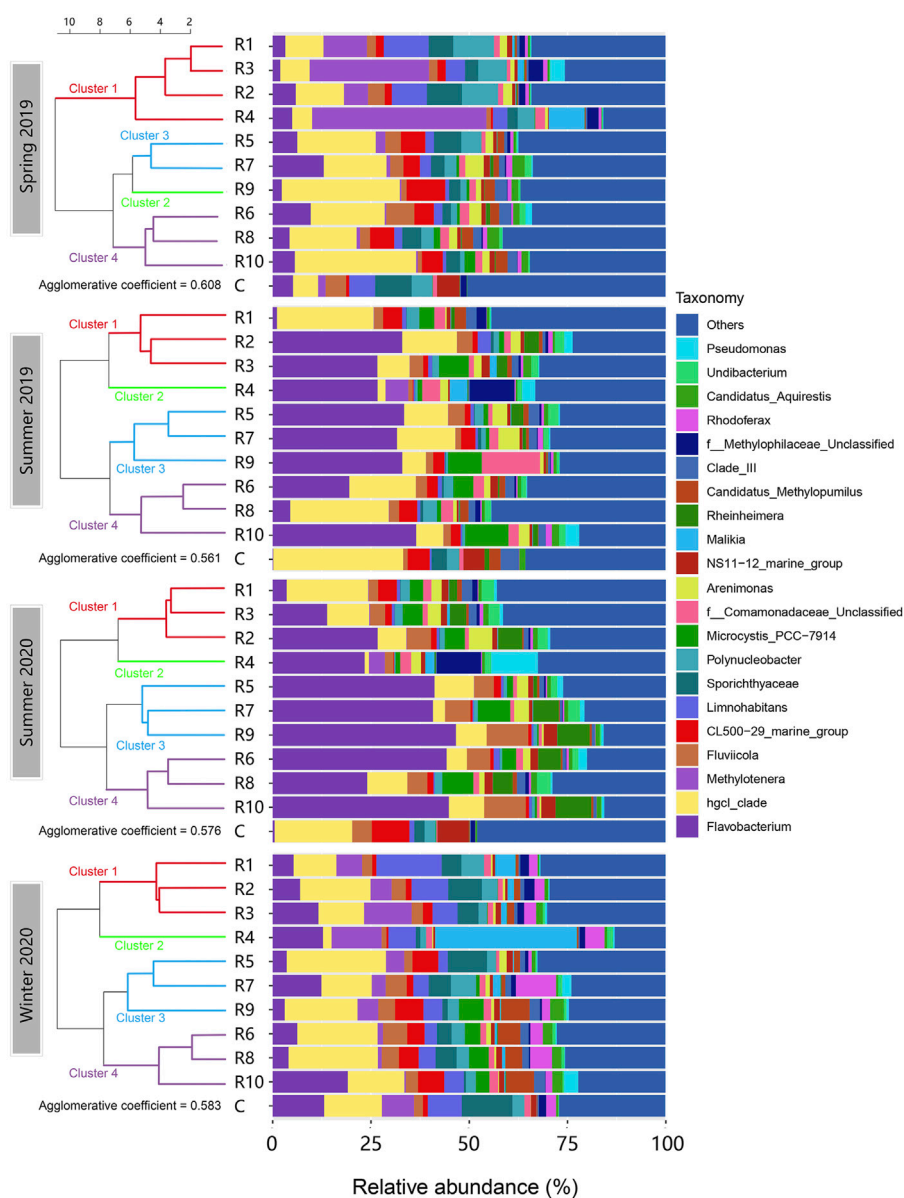 10 8 6 4 2
Spring 2019
Cluster 1
Cluster 3
Cluster 2
Cluster 4
R1
R3
R2
R4
R5
R7
R9
R6
R8
R10
C
Agglomerative coefficient = 0.608
Summer 2019
Cluster 1
Cluster 2
Cluster 3
Cluster 4
R1
R2
R3
R4
R5
R7
R9
R6
R8
R10
C
Agglomerative coefficient = 0.561
Summer 2020
Cluster 1
Cluster 2
Cluster 3
Cluster 4
R1
R3
R2
R4
R5
R7
R9
R6
R8
R10
C
Agglomerative coefficient = 0.576
Winter 2020
Cluster 1
Cluster 2
Cluster 3
Cluster 4
R1
R2
R3
R4
R5
R7
R9
R6
R8
R10
C
Agglomerative coefficient = 0.583
0 25 50 75 100
Relative abundance (%)
Taxonomy
Others
Pseudomonas
Undibacterium
Candidatus_Aquirestis
Rhodoferax
f__Methylophilaceae_Unclassified
Clade_III
Candidatus_Methylopumilus
Rheinheimera
Malikia
NS11-12_marine_group
Arenimonas
f__Comamonadaceae_Unclassified
Microcystis_PCC-7914
Polynucleobacter
Sporichthyaceae
Limnohabitans
CL500-29_marine_group
Fluviicola
Methylotenera
hgcI_clade
Flavobacterium